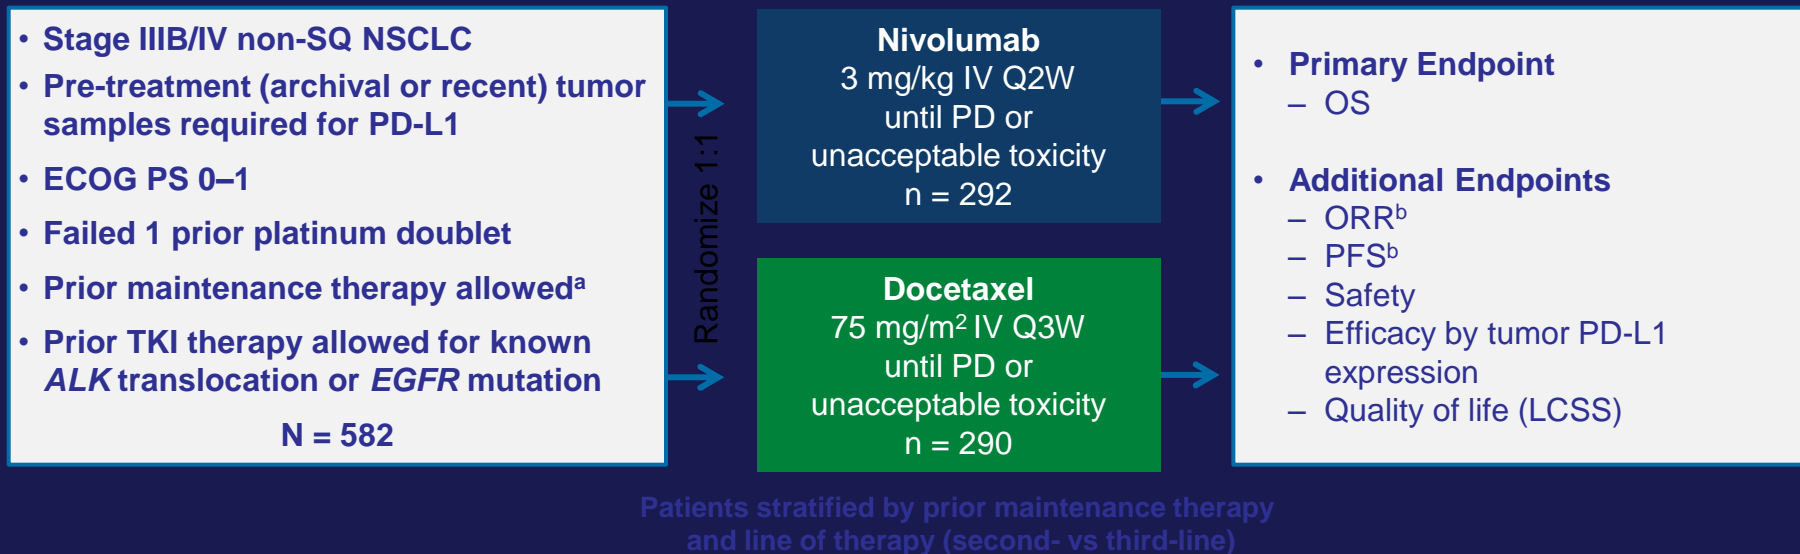 • Stage IIIB/IV non-SQ NSCLC
• Pre-treatment (archival or recent) tumor
samples required for PD-L1
• ECOG PS 0–1
• Failed 1 prior platinum doublet
• Prior maintenance therapy allowedᵃ
• Prior TKI therapy allowed for known
ALK translocation or EGFR mutation
N = 582
Randomize 1:1
Nivolumab
3 mg/kg IV Q2W
until PD or
unacceptable toxicity
n = 292
Docetaxel
75 mg/m² IV Q3W
until PD or
unacceptable toxicity
n = 290
• Primary Endpoint
– OS
• Additional Endpoints
– ORRᵇ
– PFSᵇ
– Safety
– Efficacy by tumor PD-L1
expression
– Quality of life (LCSS)
Patients stratified by prior maintenance therapy
and line of therapy (second- vs third-line)